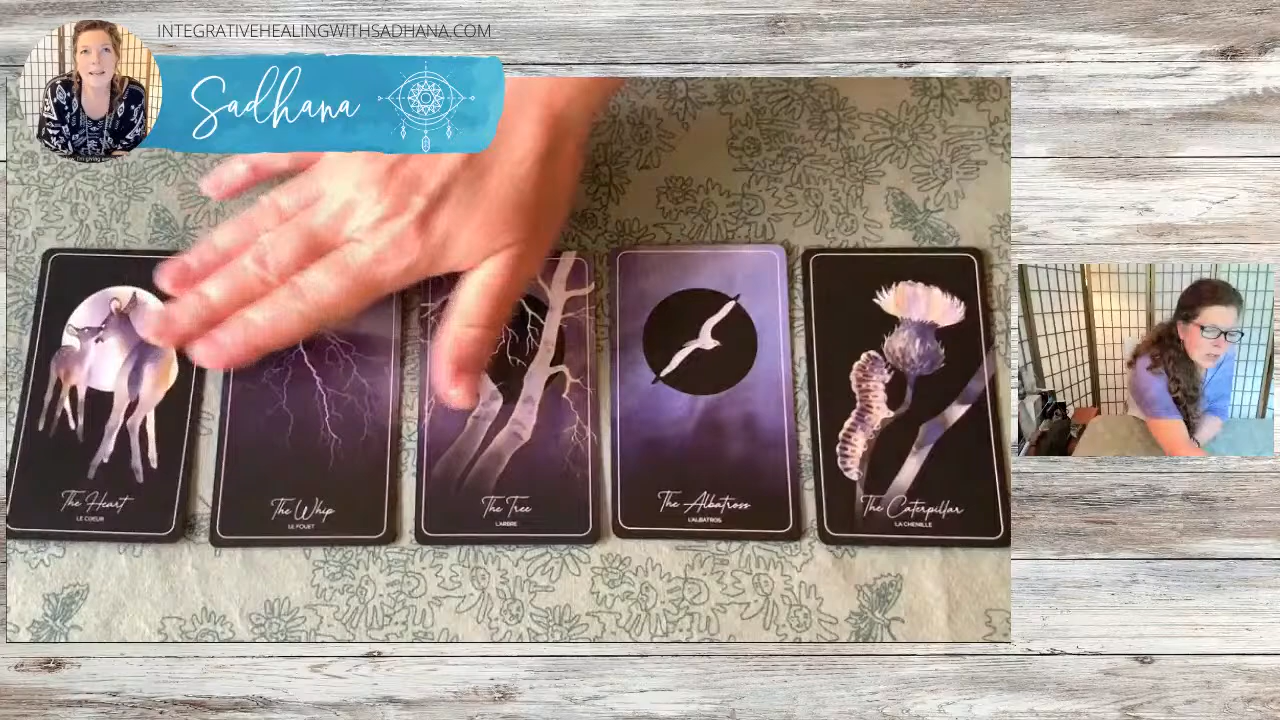 INTEGRATIVEHEALINGWITHSADHANA.COM
Sadhana
The Heart
LE COEUR
The Whip
LE FOUET
The Tree
L'ARBRE
The Albatross
L'ALBATROS
The Caterpillar
LA CHENILLE